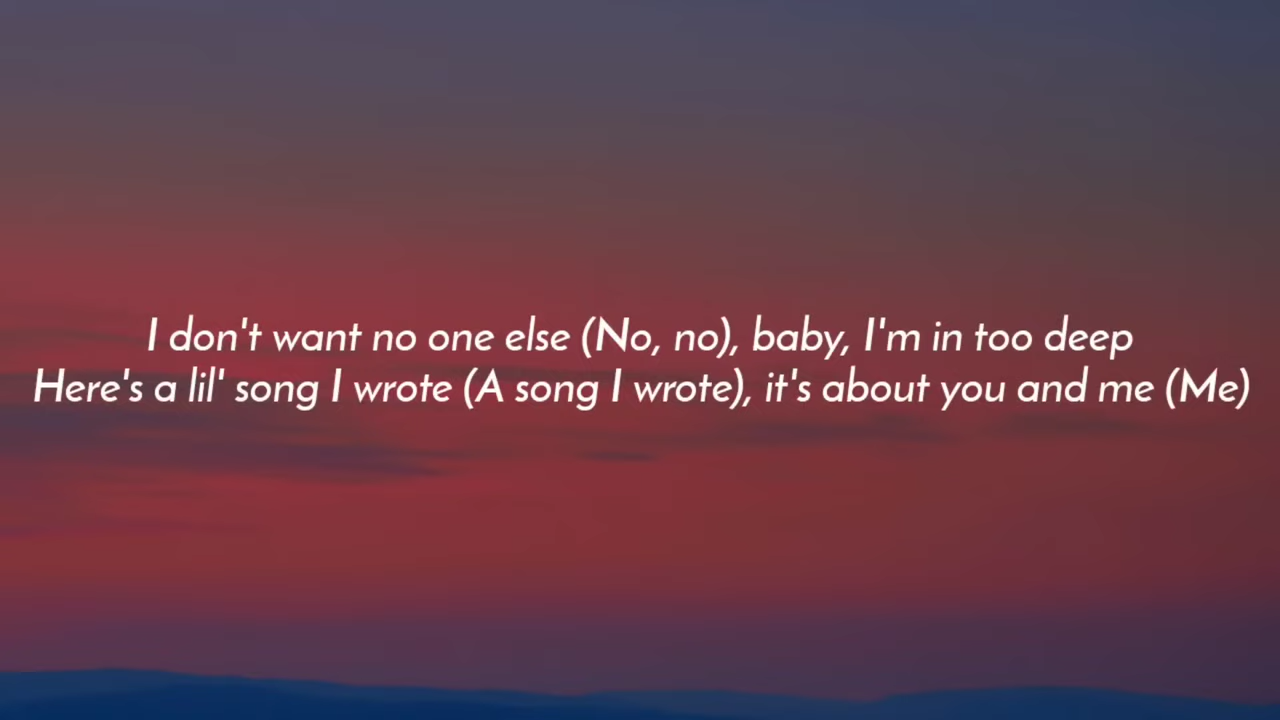 I don't want no one else (No, no), baby, I'm in too deep
Here's a lil' song I wrote (A song I wrote), it's about you and me (Me)